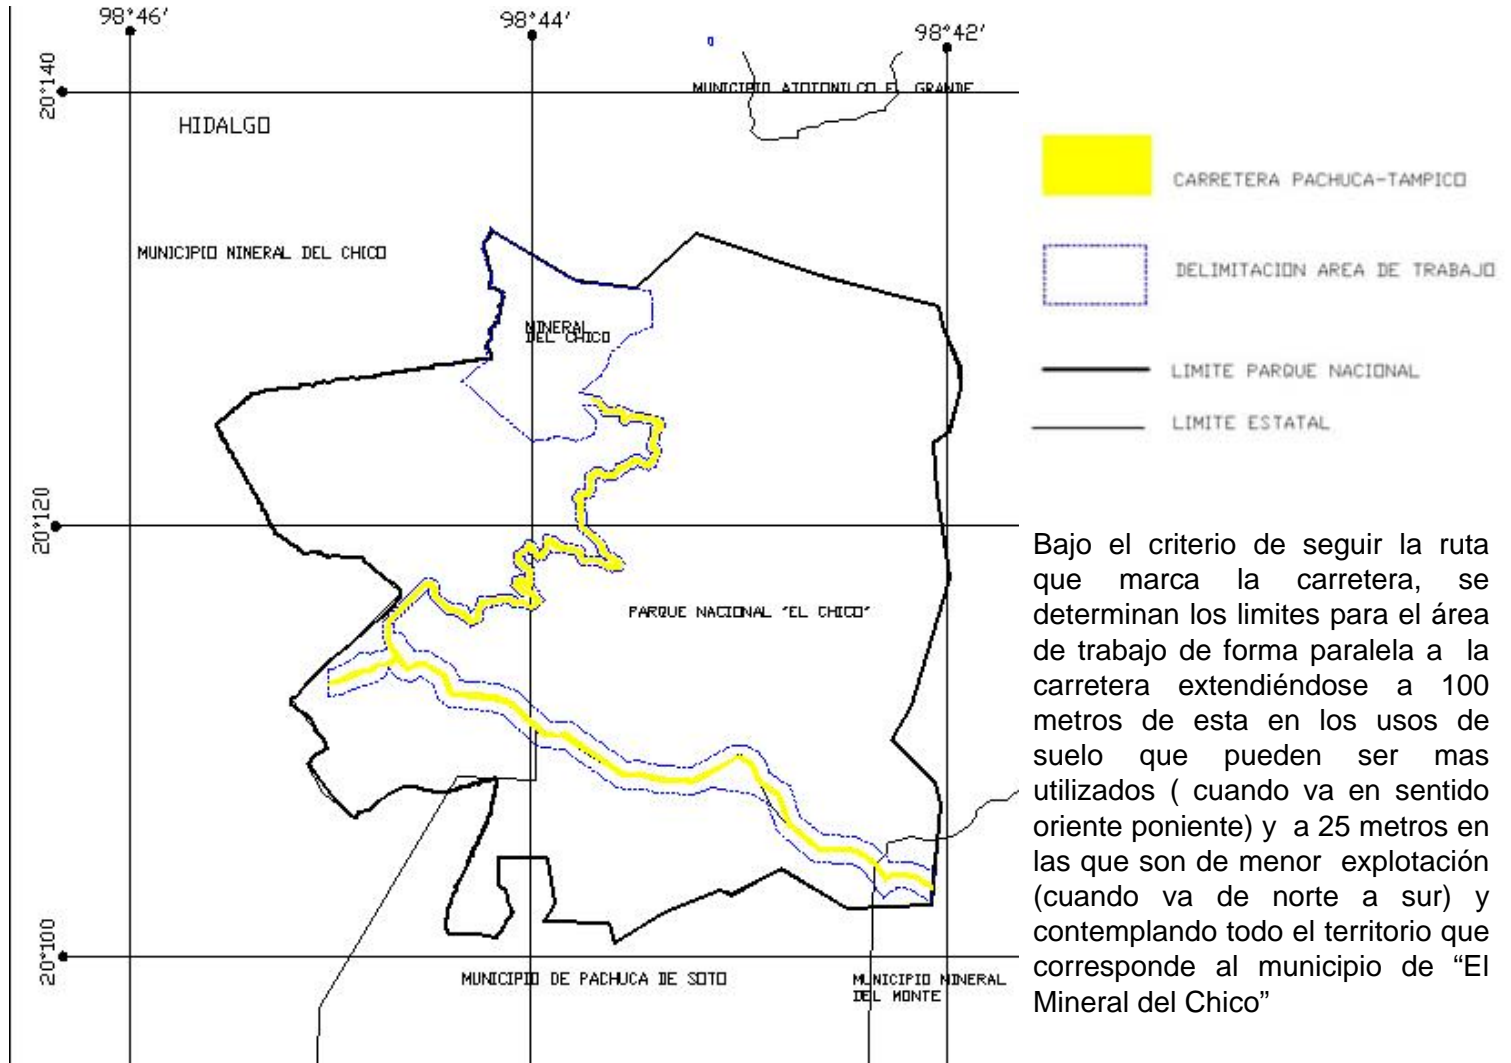 98°46'
98°44'
98°42'
20°140
MUNICIPIO ATOTONILCO EL GRANDE
HIDALGO
CARRETERA PACHUCA-TAMPICO
MUNICIPIO MINERAL DEL CHICO
DELIMITACION AREA DE TRABAJO
MINERAL
DEL CHICO
LIMITE PARQUE NACIONAL
LIMITE ESTATAL
20°120
Bajo el criterio de seguir la ruta
que marca la carretera, se
determinan los limites para el área
de trabajo de forma paralela a la
carretera extendiéndose a 100
metros de esta en los usos de
suelo que pueden ser mas
utilizados ( cuando va en sentido
oriente poniente) y a 25 metros en
las que son de menor explotación
(cuando va de norte a sur) y
contemplando todo el territorio que
corresponde al municipio de “El
Mineral del Chico”
PARQUE NACIONAL "EL CHICO"
20°100
MUNICIPIO DE PACHUCA DE SOTO
MUNICIPIO MINERAL
DEL MONTE